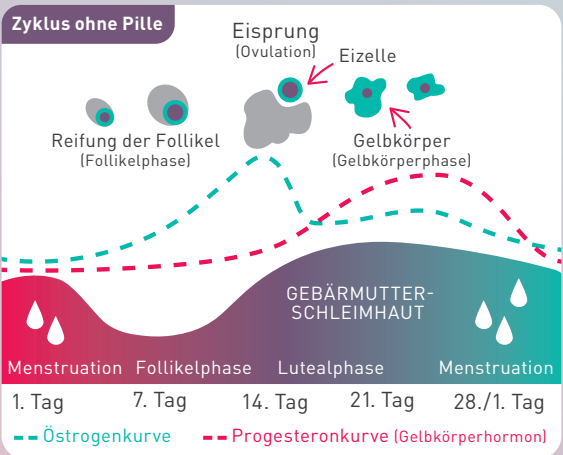 Zyklus ohne Pille
Eisprung
(Ovulation)
Eizelle
Reifung der Follikel
(Follikelphase)
Gelbkörper
(Gelbkörperphase)
GEBÄRMUTTER-
SCHLEIMHAUT
Menstruation Follikelphase Lutealphase Menstruation
1. Tag 7. Tag 14. Tag 21. Tag 28./1. Tag
Östrogenkurve Progesteronkurve (Gelbkörperhormon)